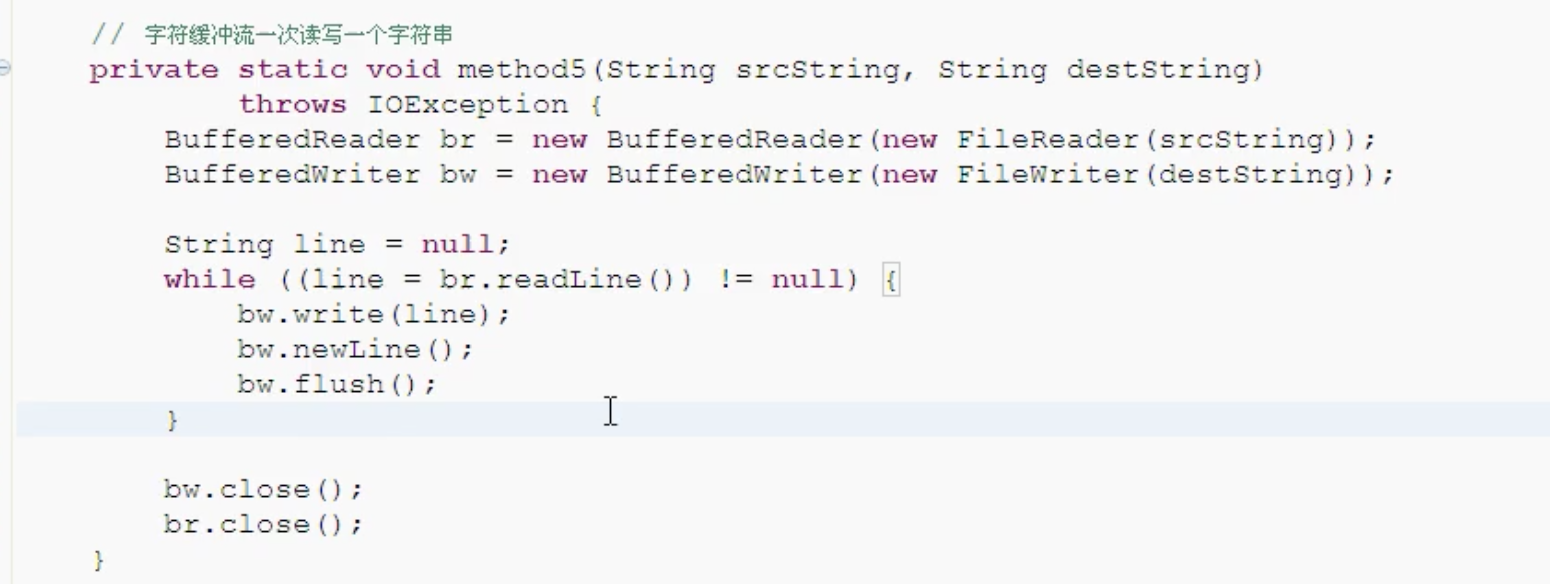 // 字符缓冲流一次读写一个字符串
private static void method5(String srcString, String destString)
throws IOException {
BufferedReader br = new BufferedReader(new FileReader(srcString));
BufferedWriter bw = new BufferedWriter(new FileWriter(destString));
String line = null;
while ((line = br.readLine()) != null) {
bw.write(line);
bw.newLine();
bw.flush();
}
bw.close();
br.close();
}